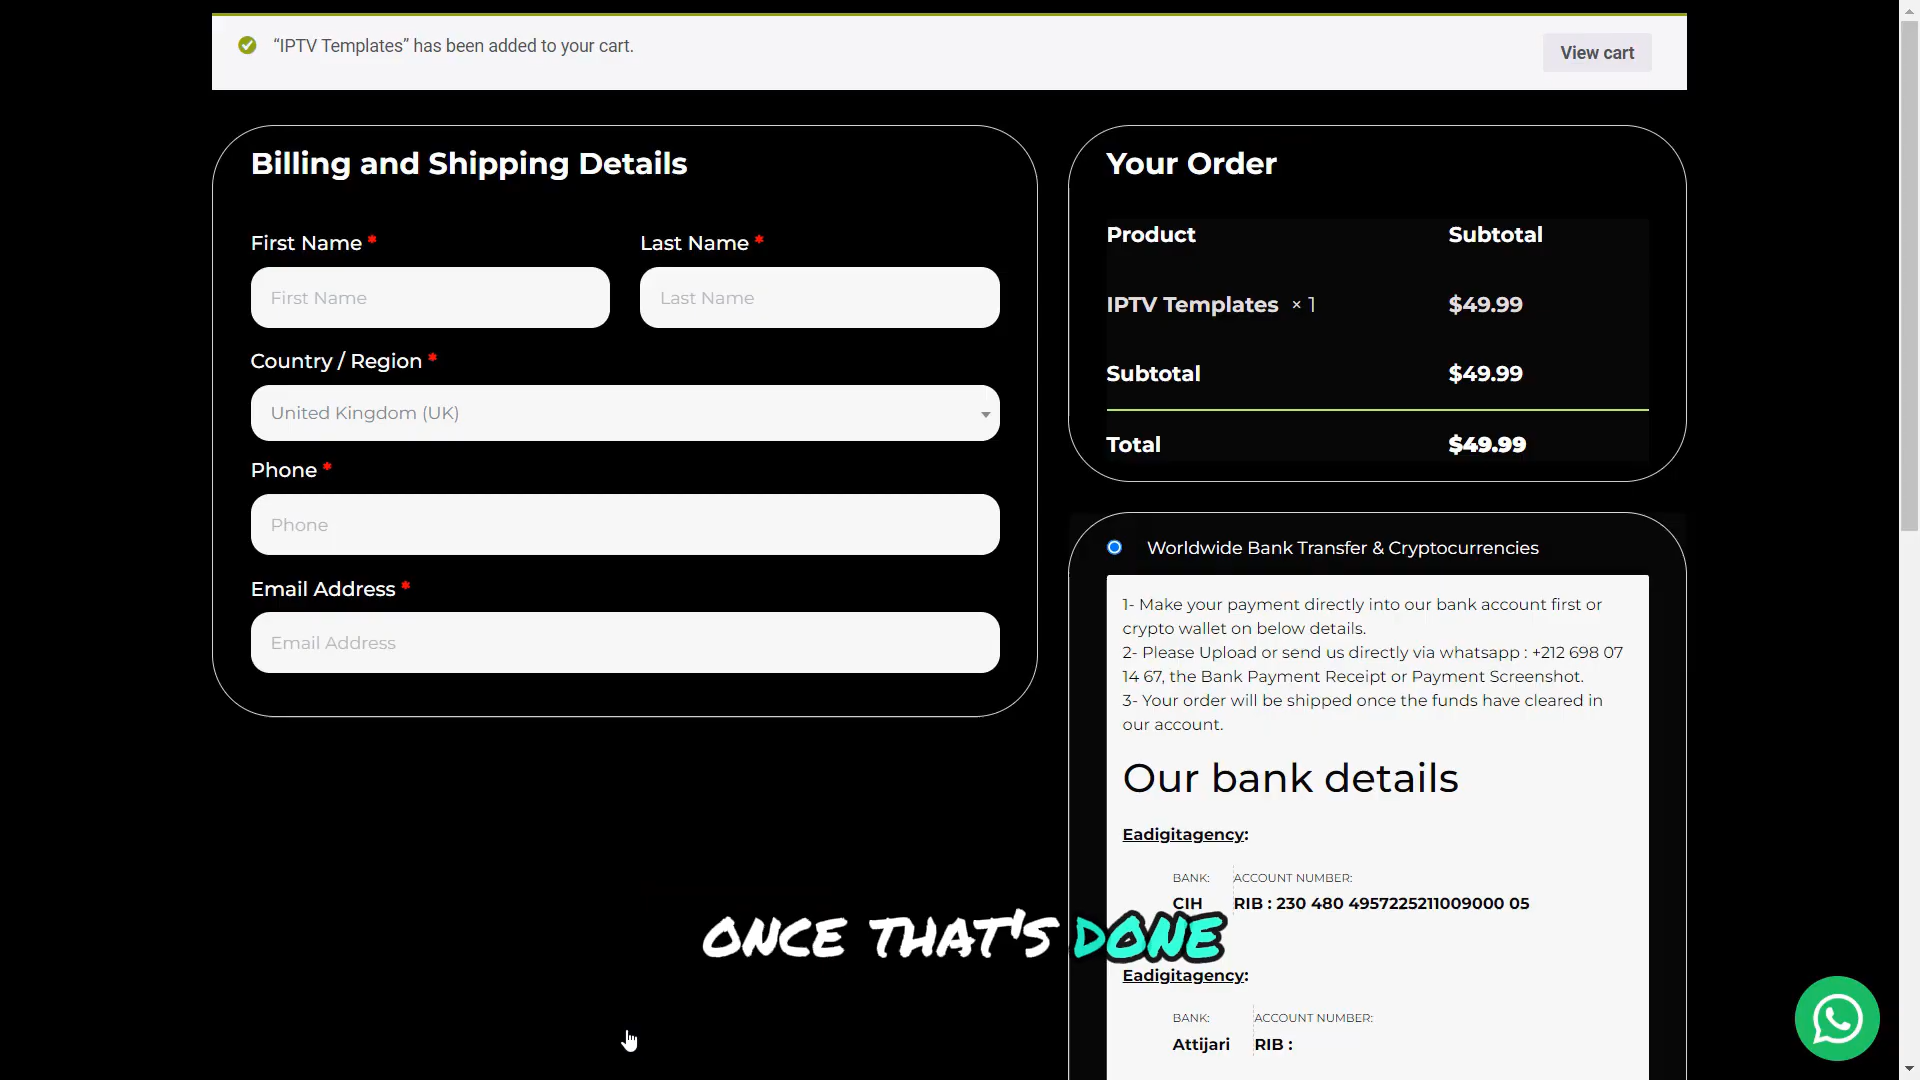 “IPTV Templates” has been added to your cart.
View cart
Billing and Shipping Details
First Name *
Last Name *
First Name
Last Name
Country / Region *
United Kingdom (UK)
Phone *
Phone
Email Address *
Email Address
Your Order
Product Subtotal
IPTV Templates × 1 $49.99
Subtotal $49.99
Total $49.99
Worldwide Bank Transfer & Cryptocurrencies
1- Make your payment directly into our bank account first or
crypto wallet on below details.
2- Please Upload or send us directly via whatsapp : +212 698 07
14 67, the Bank Payment Receipt or Payment Screenshot.
3- Your order will be shipped once the funds have cleared in
our account.
Our bank details
Eadigitagency:
BANK: ACCOUNT NUMBER:
CIH RIB : 230 480 4957225211009000 05
Eadigitagency:
BANK: ACCOUNT NUMBER:
Attijari RIB :
ONCE THAT'S DONE